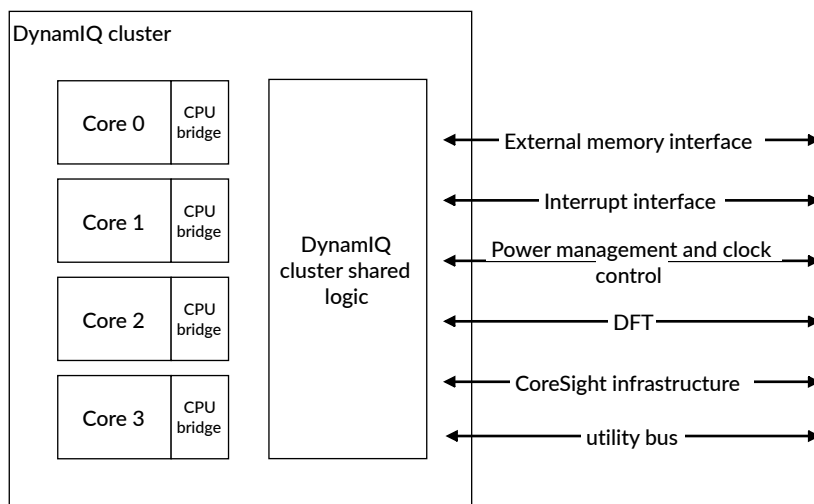 DynamIQ cluster
Core 0
CPU
bridge
Core 1
CPU
bridge
Core 2
CPU
bridge
Core 3
CPU
bridge
DynamIQ
cluster shared
logic
External memory interface
Interrupt interface
Power management and clock
control
DFT
CoreSight infrastructure
utility bus